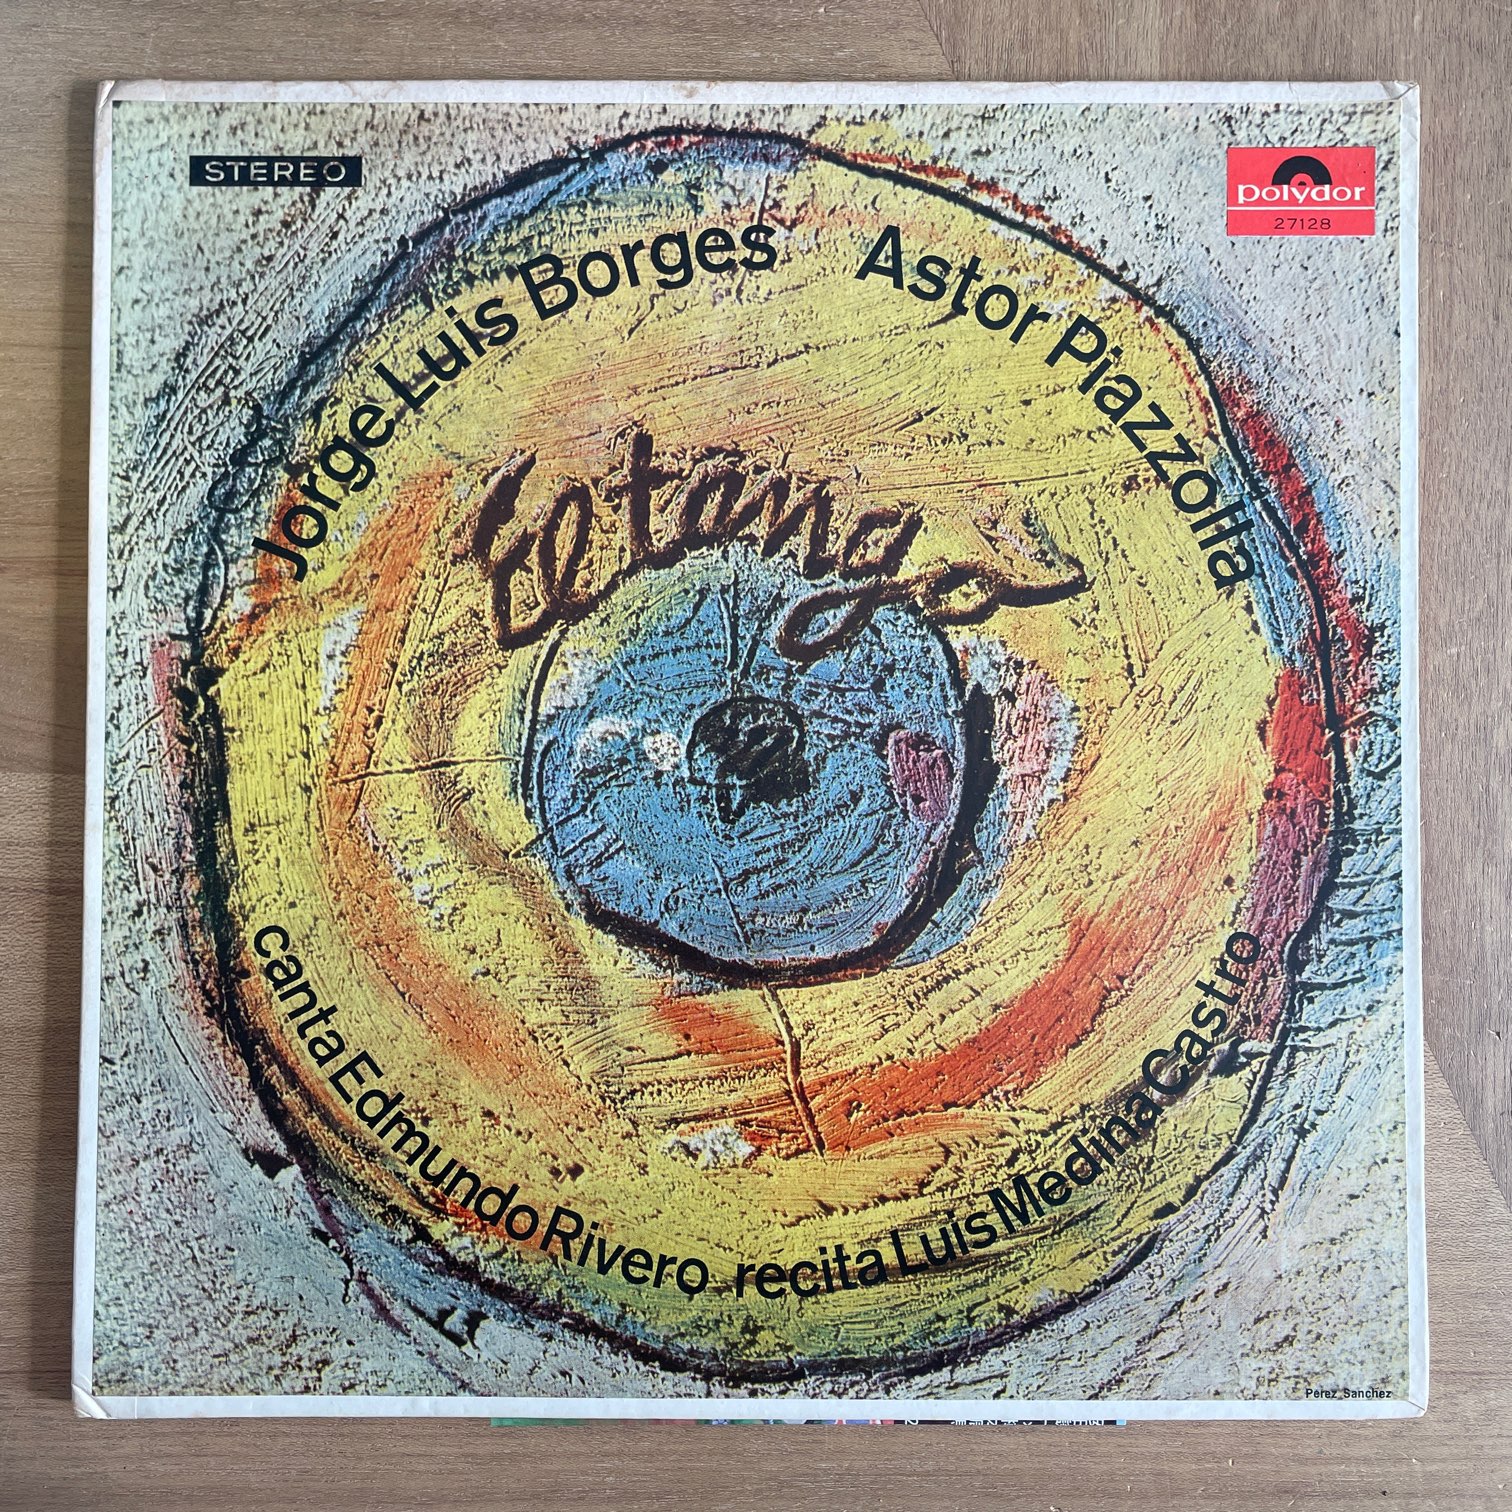 STEREO
polydor
27128
Jorge Luis Borges Astor Piazzolla
El tango
canta Edmundo Rivero recita Luis Medina Castro
Perez Sanchez